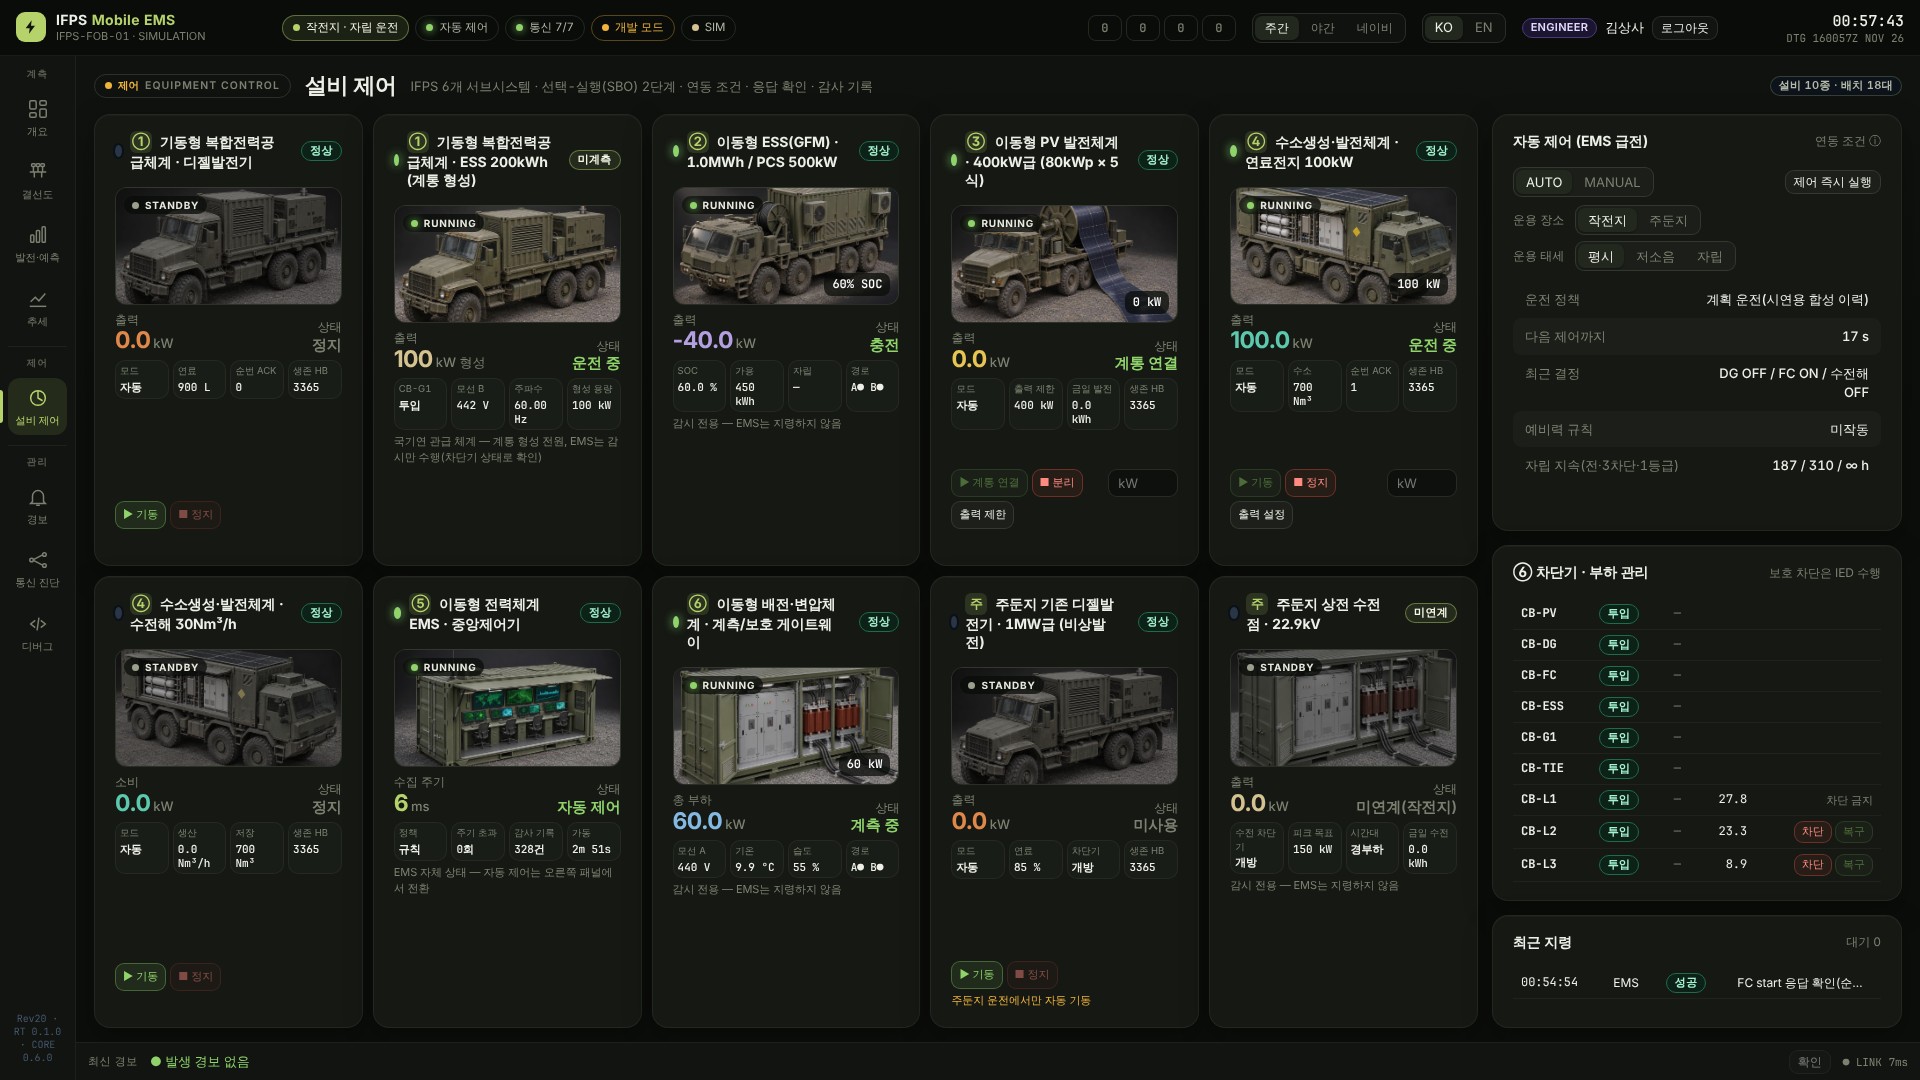 IFPS Mobile EMS
IFPS-FOB-01 · SIMULATION
작전지 · 자립 운전
자동 제어
통신 7/7
개발 모드
SIM
0 0 0 0
주간 야간 네이비
KO EN
ENGINEER 김상사 로그아웃
00:57:43
DTG 160057Z NOV 26
계측
개요
결선도
발전·예측
추세
제어
설비 제어
관리
경보
통신 진단
디버그
Rev20 ·
RT 0.1.0
· CORE
0.6.0
제어 EQUIPMENT CONTROL
설비 제어
IFPS 6개 서브시스템 · 선택-실행(SBO) 2단계 · 연동 조건 · 응답 확인 · 감사 기록
설비 10종 · 배치 18대
① 기동형 복합전력공
급체계 · 디젤발전기
정상
STANDBY
출력
0.0 kW
상태
정지
모드 자동
연료 900 L
순번 ACK 0
생존 HB 3365
▶ 기동 ■ 정지
① 기동형 복합전력공
급체계 · ESS 200kWh
(계통 형성)
미계측
RUNNING
출력
100 kW 형성
상태
운전 중
CB-G1 투입
모선 B 442 V
주파수 60.00 Hz
형성 용량 100 kW
국기연 관급 체계 — 계통 형성 전원, EMS는 감
시만 수행(차단기 상태로 확인)
② 이동형 ESS(GFM) ·
1.0MWh / PCS 500kW
정상
RUNNING
60% SOC
출력
-40.0 kW
상태
충전
SOC 60.0 %
가용 450 kWh
자립 —
경로 A● B●
감시 전용 — EMS는 지령하지 않음
③ 이동형 PV 발전체계
· 400kW급 (80kWp × 5
식)
정상
RUNNING
0 kW
출력
0.0 kW
상태
계통 연결
모드 자동
출력 제한 400 kW
금일 발전 0.0 kWh
생존 HB 3365
▶ 계통 연결 ■ 분리 kW
출력 제한
④ 수소생성·발전체계 ·
연료전지 100kW
정상
RUNNING
100 kW
출력
100.0 kW
상태
운전 중
모드 자동
수소 700 Nm³
순번 ACK 1
생존 HB 3365
▶ 기동 ■ 정지 kW
출력 설정
④ 수소생성·발전체계 ·
수전해 30Nm³/h
정상
STANDBY
소비
0.0 kW
상태
정지
모드 자동
생산 0.0 Nm³/h
저장 700 Nm³
생존 HB 3365
▶ 기동 ■ 정지
⑤ 이동형 전력체계
EMS · 중앙제어기
정상
RUNNING
수집 주기
6 ms
상태
자동 제어
정책 규칙
주기 초과 0회
감사 기록 328건
가동 2m 51s
EMS 자체 상태 — 자동 제어는 오른쪽 패널에
서 전환
⑥ 이동형 배전·변압체
계 · 계측/보호 게이트웨
이
정상
RUNNING
60 kW
총 부하
60.0 kW
상태
계측 중
모선 A 440 V
기온 9.9 °C
습도 55 %
경로 A● B●
감시 전용 — EMS는 지령하지 않음
주 주둔지 기존 디젤발
전기 · 1MW급 (비상발
전)
정상
STANDBY
출력
0.0 kW
상태
미사용
모드 자동
연료 85 %
차단기 개방
생존 HB 3365
▶ 기동 ■ 정지
주둔지 운전에서만 자동 기동
주 주둔지 상전 수전
점 · 22.9kV
미연계
STANDBY
출력
0.0 kW
상태
미연계(작전지)
수전 차단기 개방
피크 목표 150 kW
시간대 경부하
금일 수전 0.0 kWh
감시 전용 — EMS는 지령하지 않음
자동 제어 (EMS 급전)
연동 조건 ⓘ
AUTO MANUAL 제어 즉시 실행
운용 장소 작전지 주둔지
운용 태세 평시 저소음 자립
운전 정책 계획 운전(시연용 합성 이력)
다음 제어까지 17 s
최근 결정 DG OFF / FC ON / 수전해
OFF
예비력 규칙 미작동
자립 지속(전·3차단·1등급) 187 / 310 / ∞ h
⑥ 차단기 · 부하 관리
보호 차단은 IED 수행
CB-PV 투입 —
CB-DG 투입 —
CB-FC 투입 —
CB-ESS 투입 —
CB-G1 투입 —
CB-TIE 투입 —
CB-L1 투입 — 27.8 차단 금지
CB-L2 투입 — 23.3 차단 복구
CB-L3 투입 — 8.9 차단 복구
최근 지령
대기 0
00:54:54 EMS 성공 FC start 응답 확인(순...
최신 경보 발생 경보 없음
확인
LINK 7ms